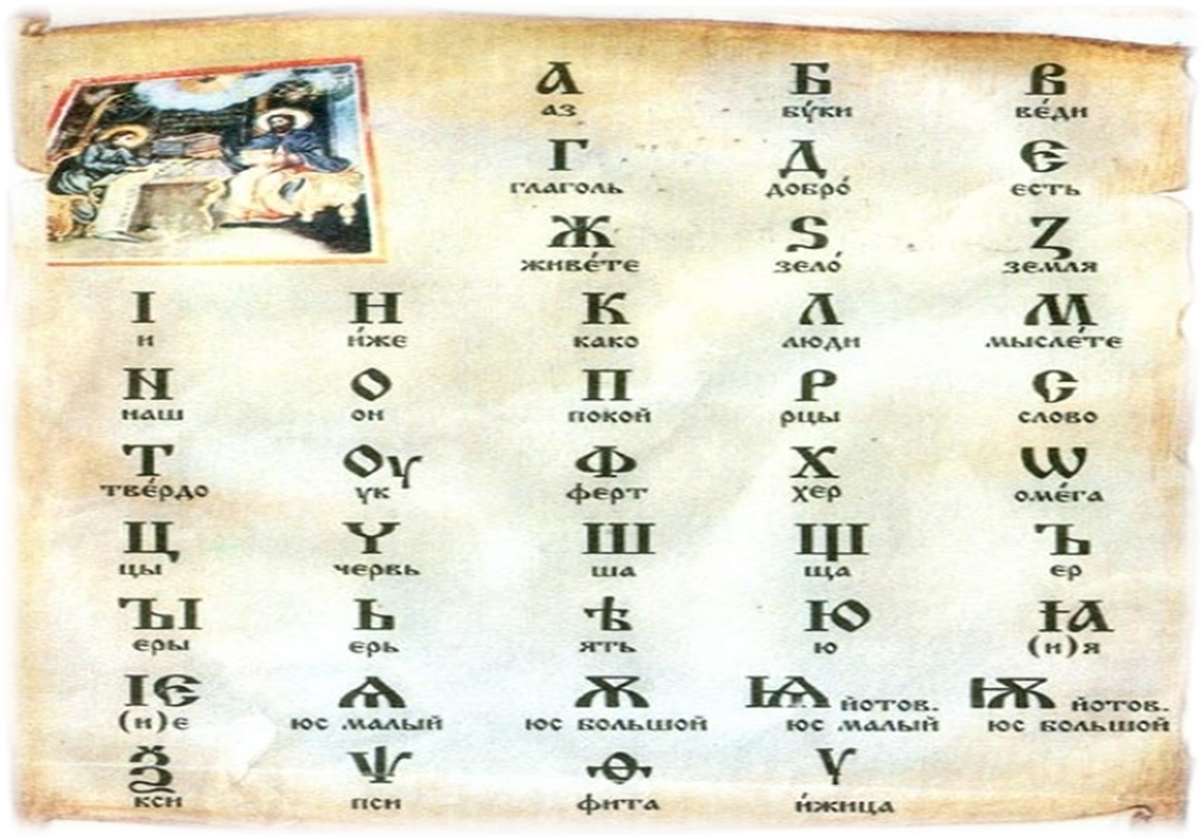 А Б В
аз бу́ки ве́ди
Г Д Є
глаголь добро́ єсть
Ж Ѕ З
живе́те зело́ земля
І Н К Л М
и и́же како люди мысле́те
N О П Р С
наш он покой рцы слово
Т Оу Ф Х Ѡ
тве́рдо ук ферт хер оме́га
Ц Ч Ш Щ Ъ
цы червь ша ща ер
ЪІ Ь Ѣ Ю Ꙗ
еры ерь ять ю (и)я
Ѥ Ѧ Ѫ Ѩ йотов. Ѭ йотов.
(и)е юс малый юс большой юс малый юс большой
Ѯ Ѱ Ѳ Ѵ
кси пси фита и́жица